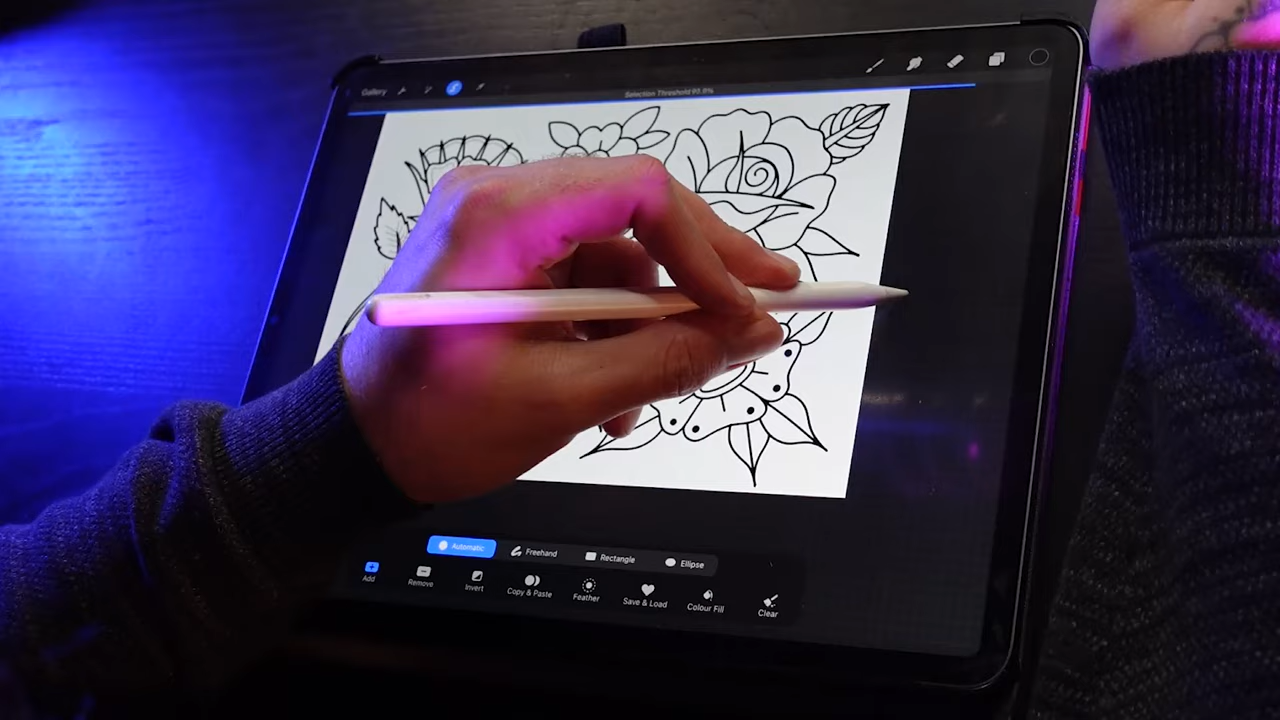 Gallery
Selection Threshold 90.8%
Automatic
Freehand
Rectangle
Ellipse
Add
Remove
Invert
Copy & Paste
Feather
Save & Load
Colour Fill
Clear